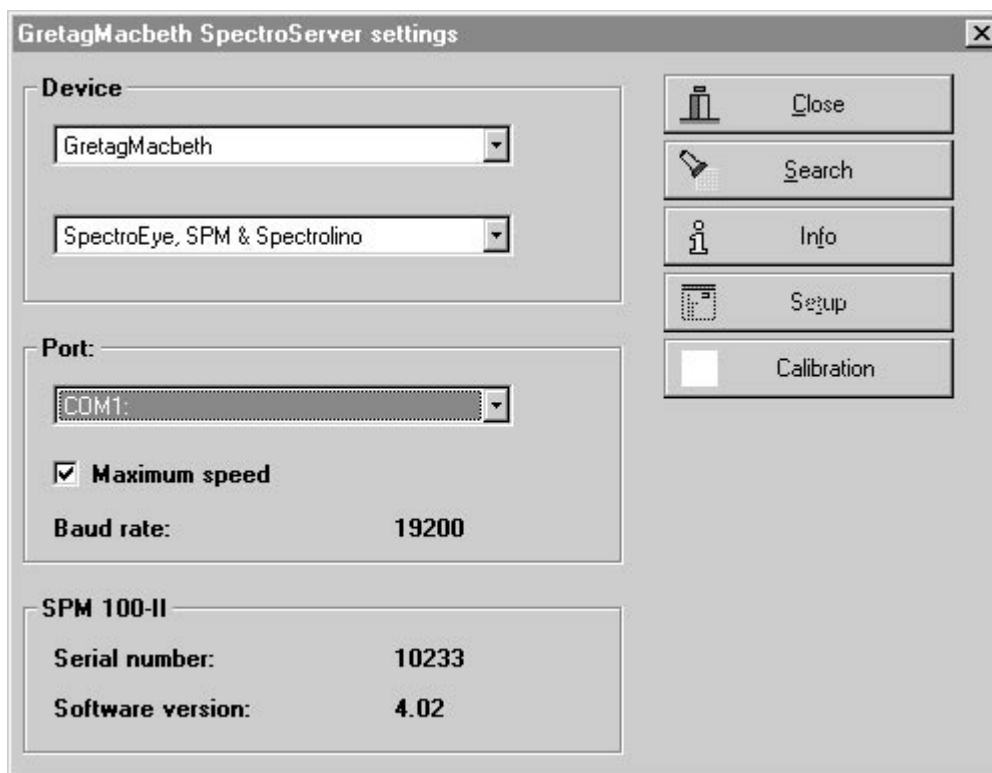 GretagMacbeth SpectroServer settings
Device
GretagMacbeth
SpectroEye, SPM & Spectrolino
Port:
COM1:
Maximum speed
Baud rate: 19200
SPM 100-II
Serial number: 10233
Software version: 4.02
Close
Search
Info
Setup
Calibration